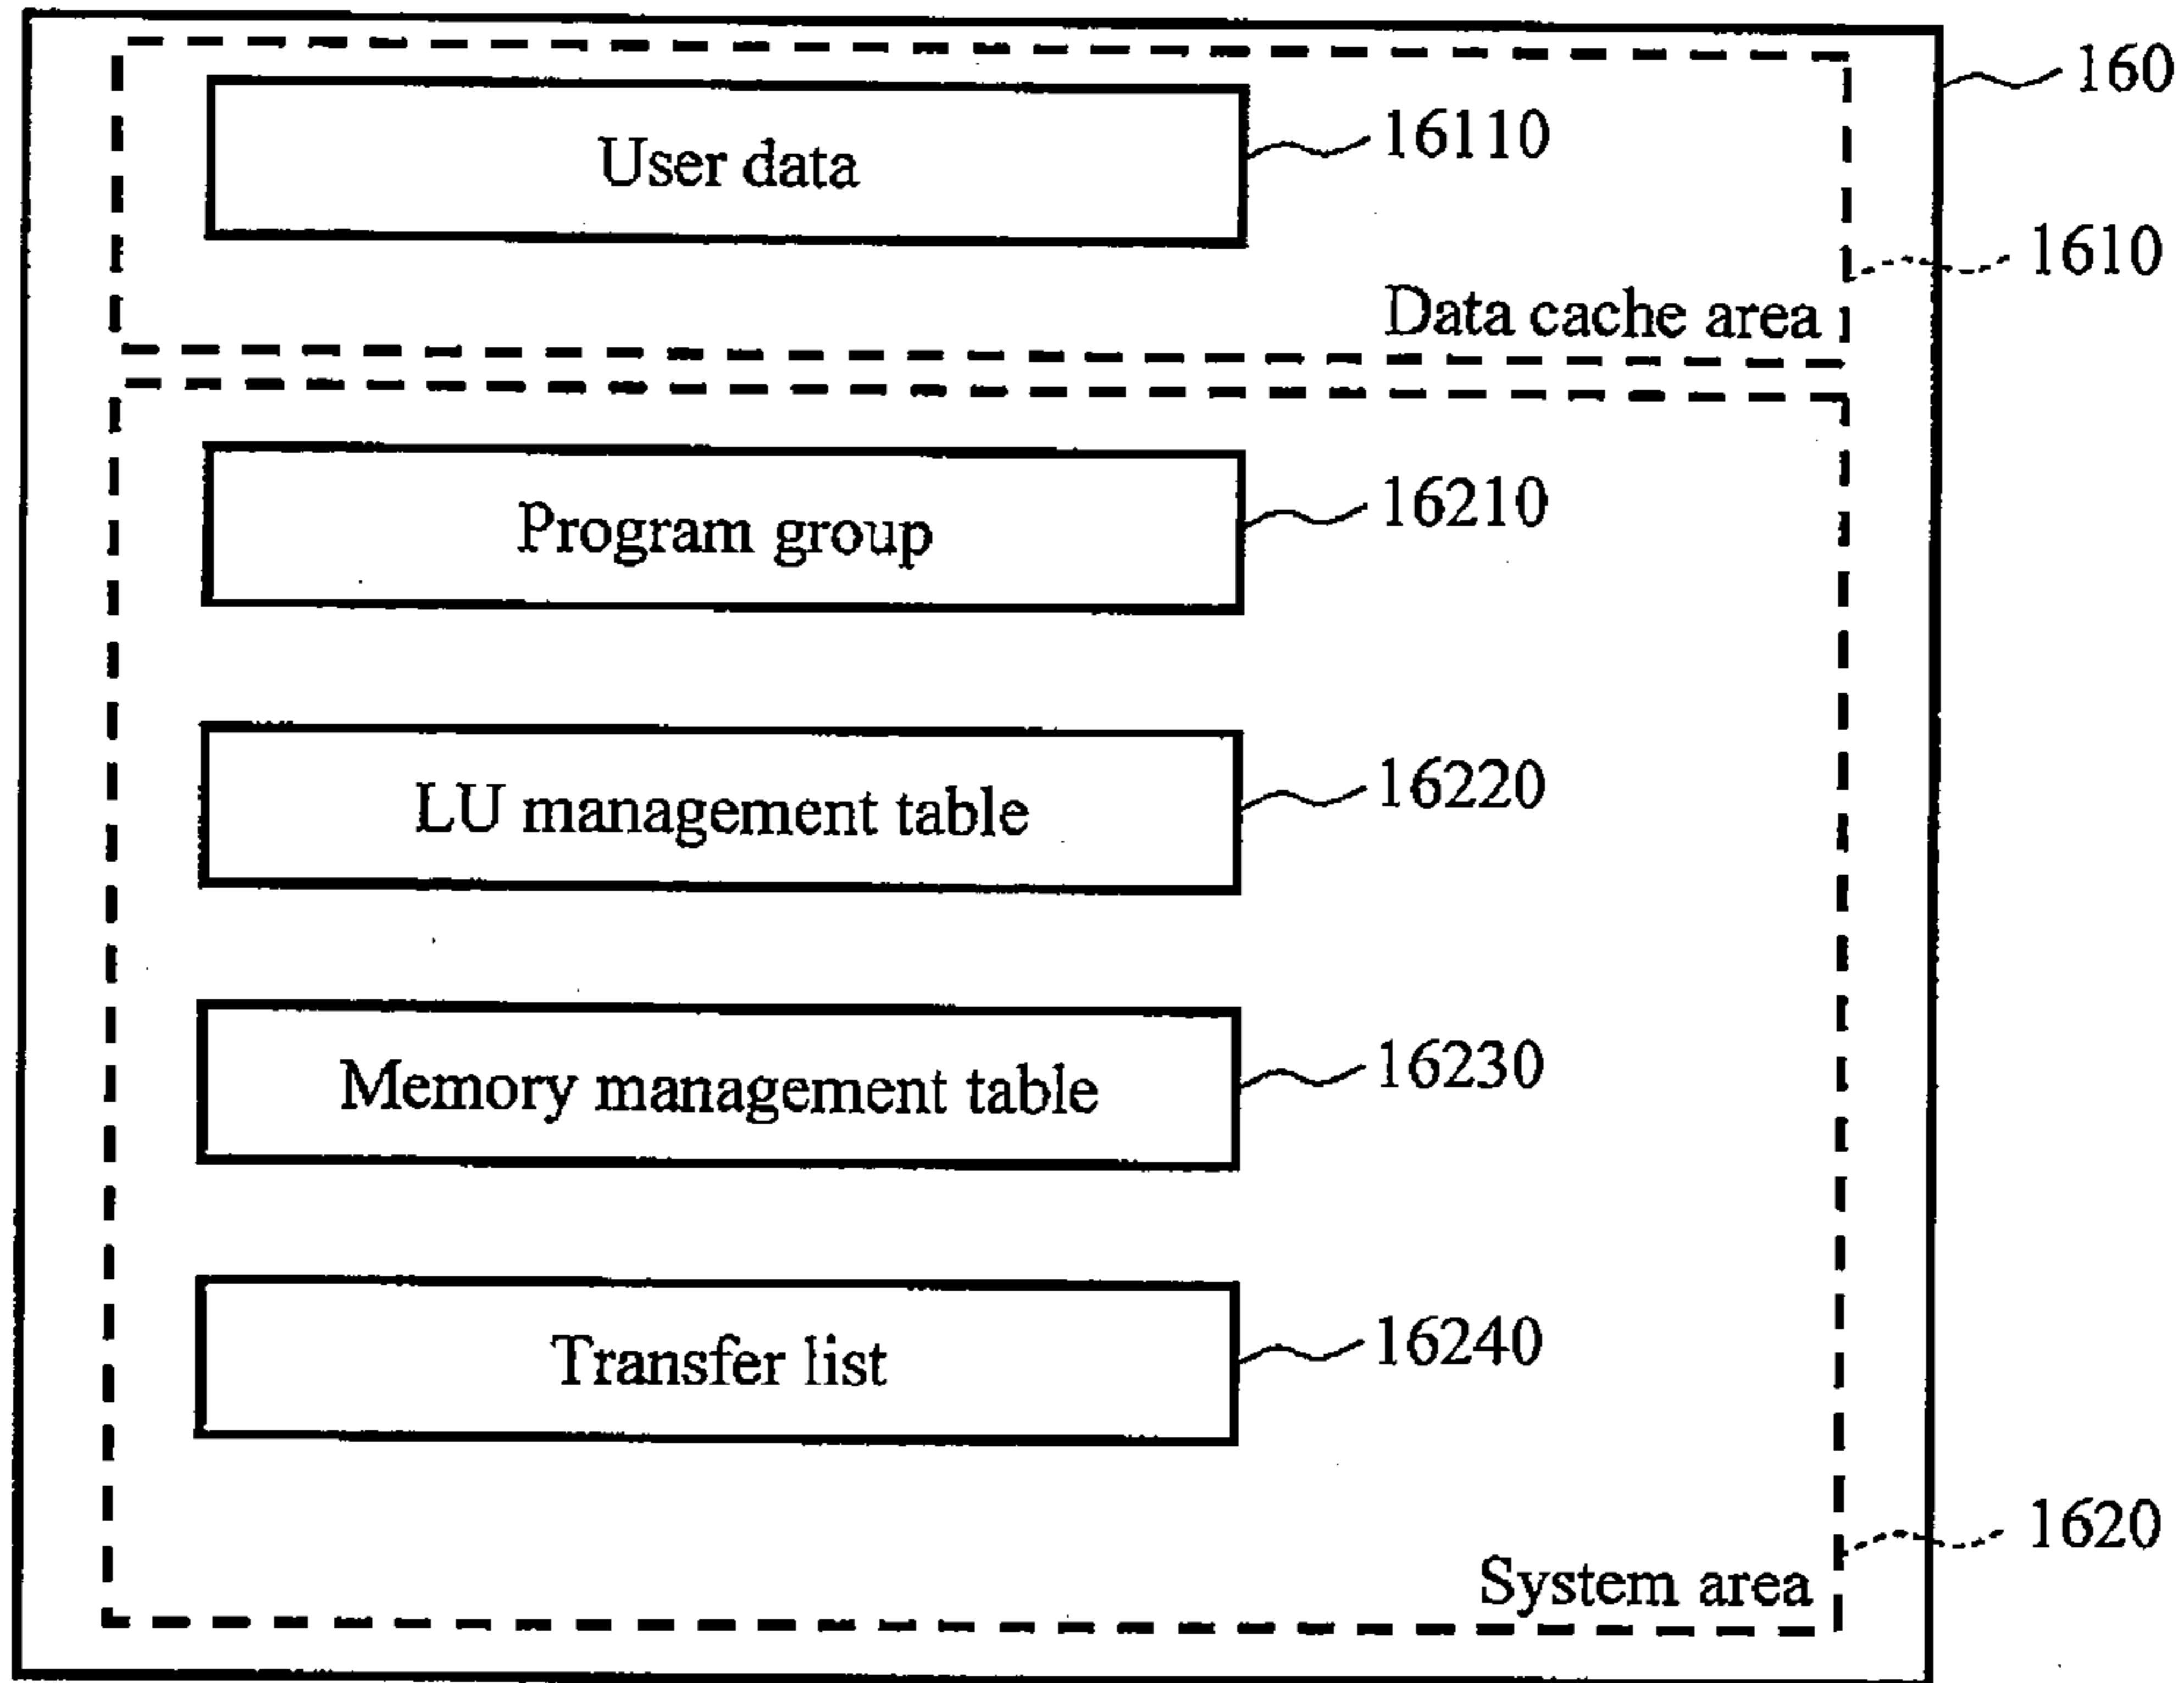 160
User data
16110
1610
Data cache area
Program group
16210
LU management table
16220
Memory management table
16230
Transfer list
16240
1620
System area